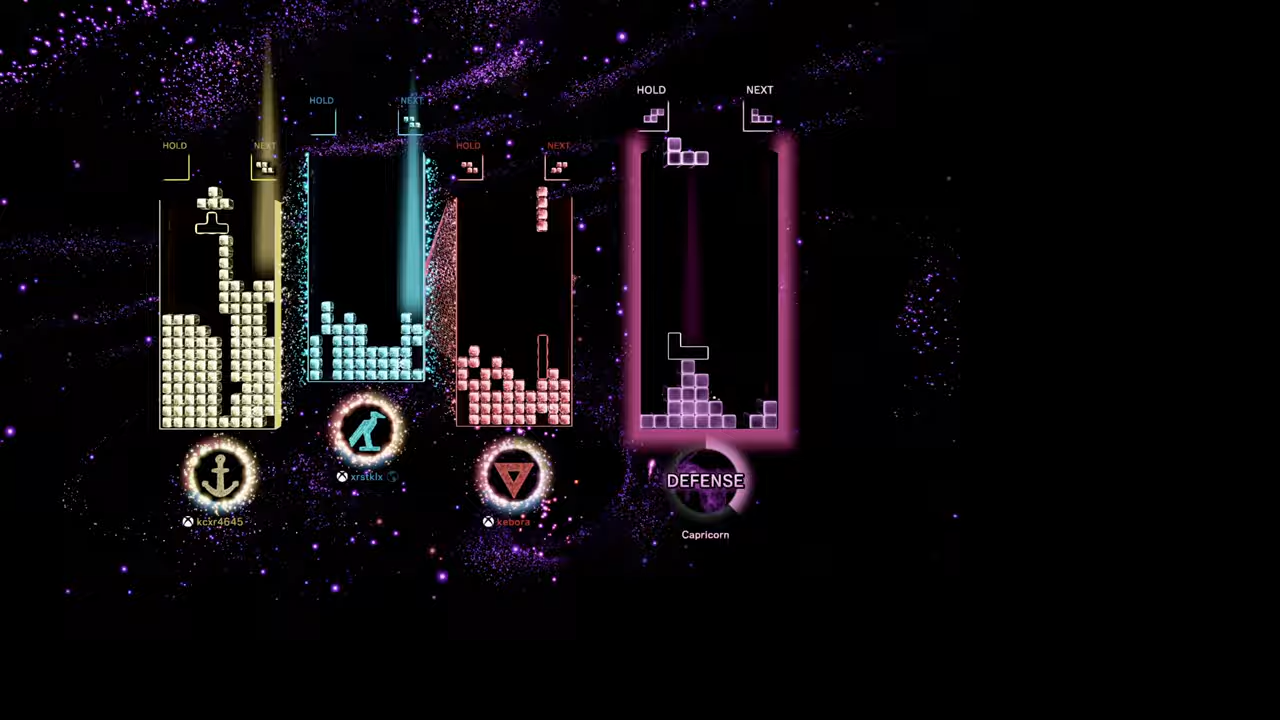 HOLD NEXT
HOLD NEXT
HOLD NEXT
HOLD NEXT
DEFENSE
xrstklx
kcxr4645
kebora
Capricorn